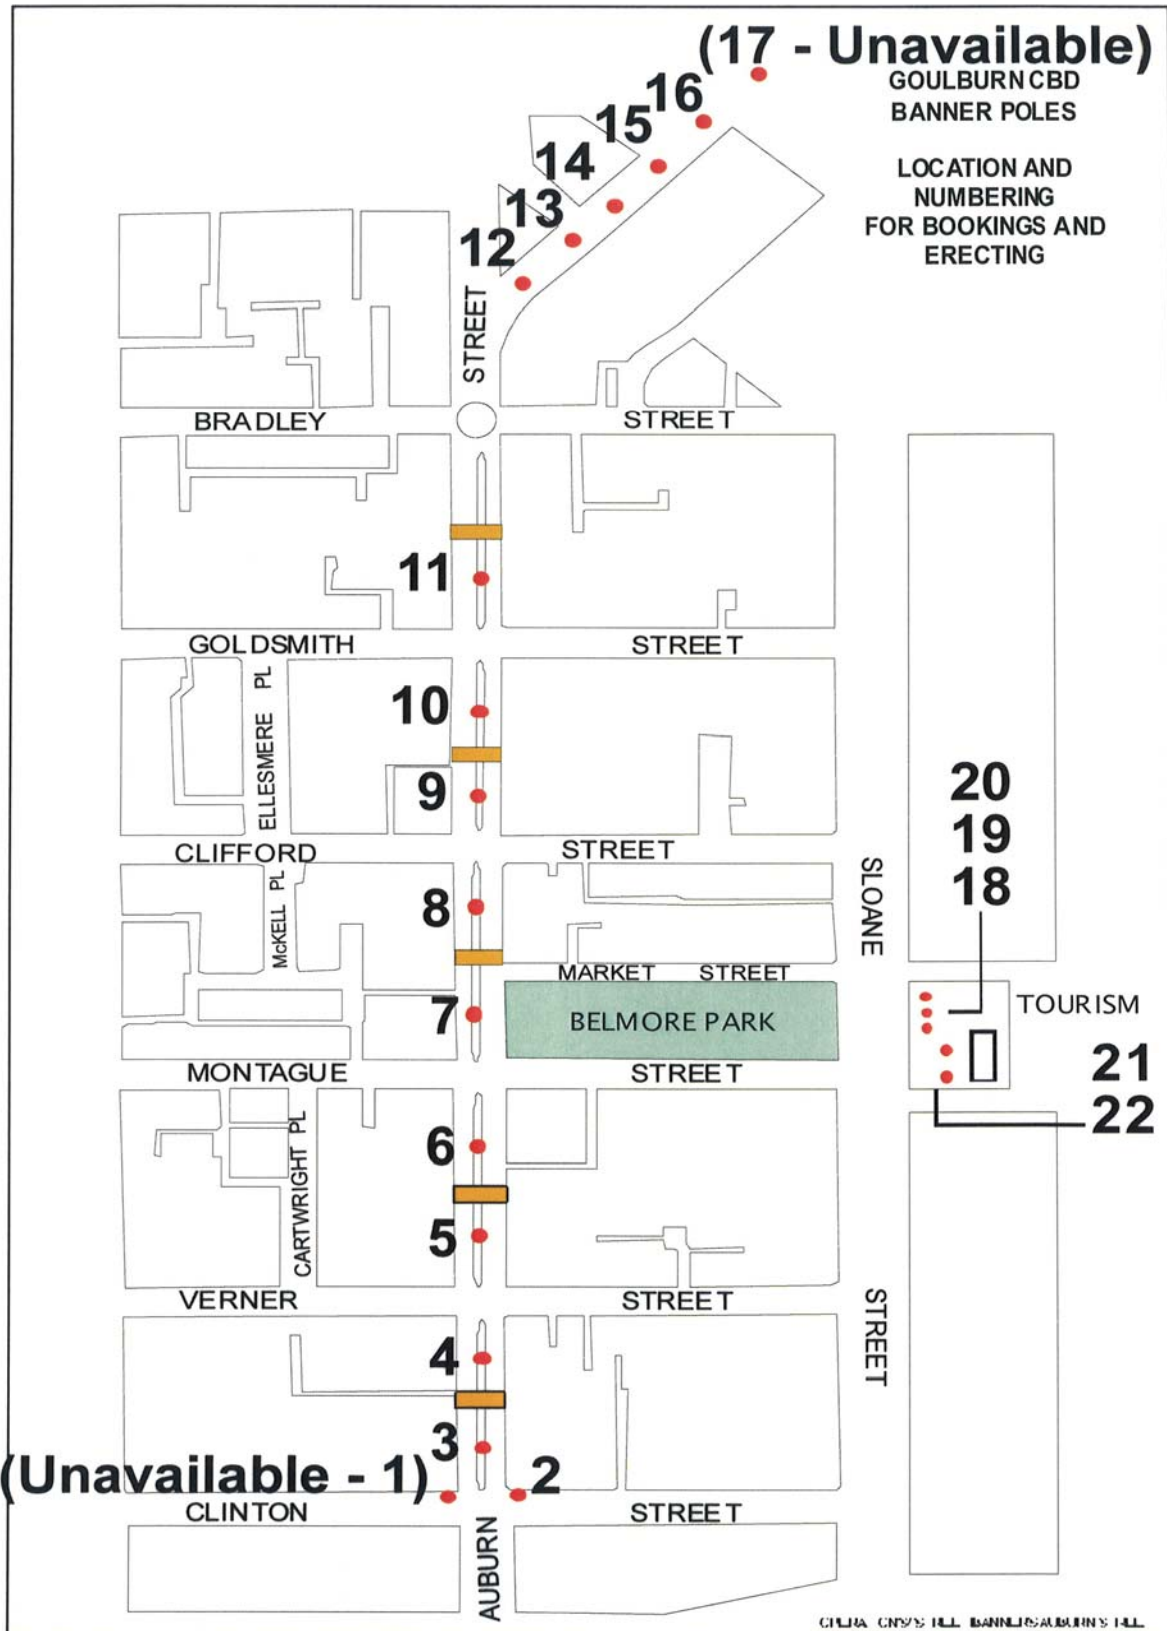 (17 - Unavailable)
GOULBURN CBD
BANNER POLES
LOCATION AND
NUMBERING
FOR BOOKINGS AND
ERECTING
16
15
14
13
12
STREET
BRADLEY STREET
11
GOLDSMITH STREET
ELLESMERE PL
10
9
20
19
18
CLIFFORD STREET
McKELL PL
8
SLOANE
MARKET STREET
7
BELMORE PARK
TOURISM
MONTAGUE STREET
21
22
CARTWRIGHT PL
6
5
VERNER STREET
STREET
4
3
(Unavailable - 1)
2
CLINTON STREET
AUBURN